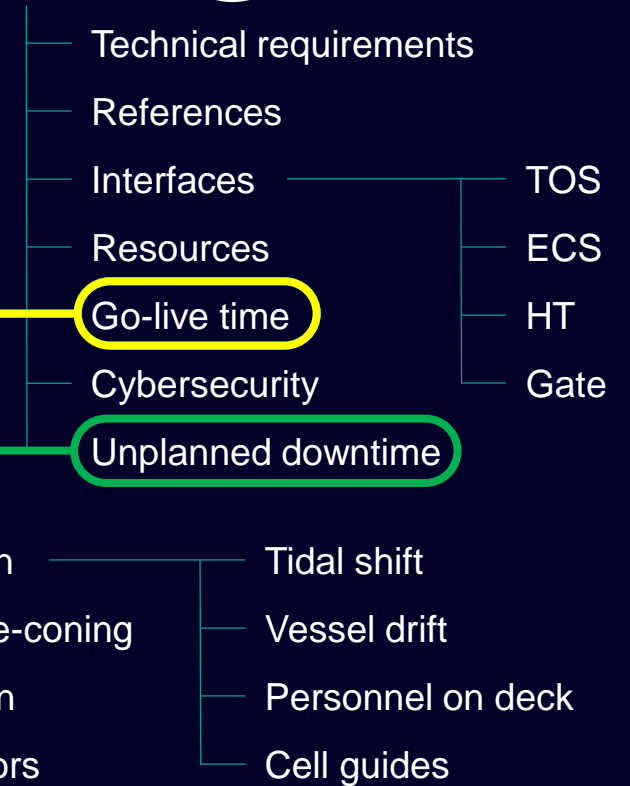 Technical requirements
References
Interfaces
TOS
Resources
ECS
Go-live time
HT
Cybersecurity
Gate
Unplanned downtime
n
Tidal shift
e-coning
Vessel drift
n
Personnel on deck
ors
Cell guides